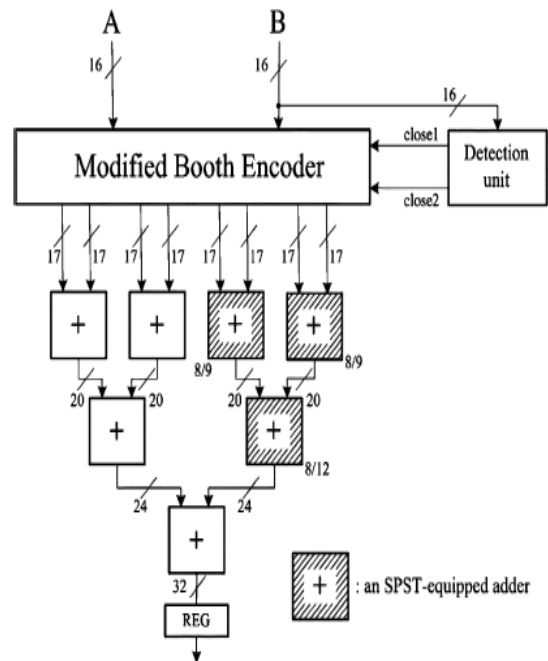 A B
16 16 16
close1
Modified Booth Encoder
Detection
unit
close2
17 17 17 17 17 17 17 17
+ + + +
8/9 8/9
20 20 20 20
+ +
8/12
24 24
+
32
+ : an SPST-equipped adder
REG